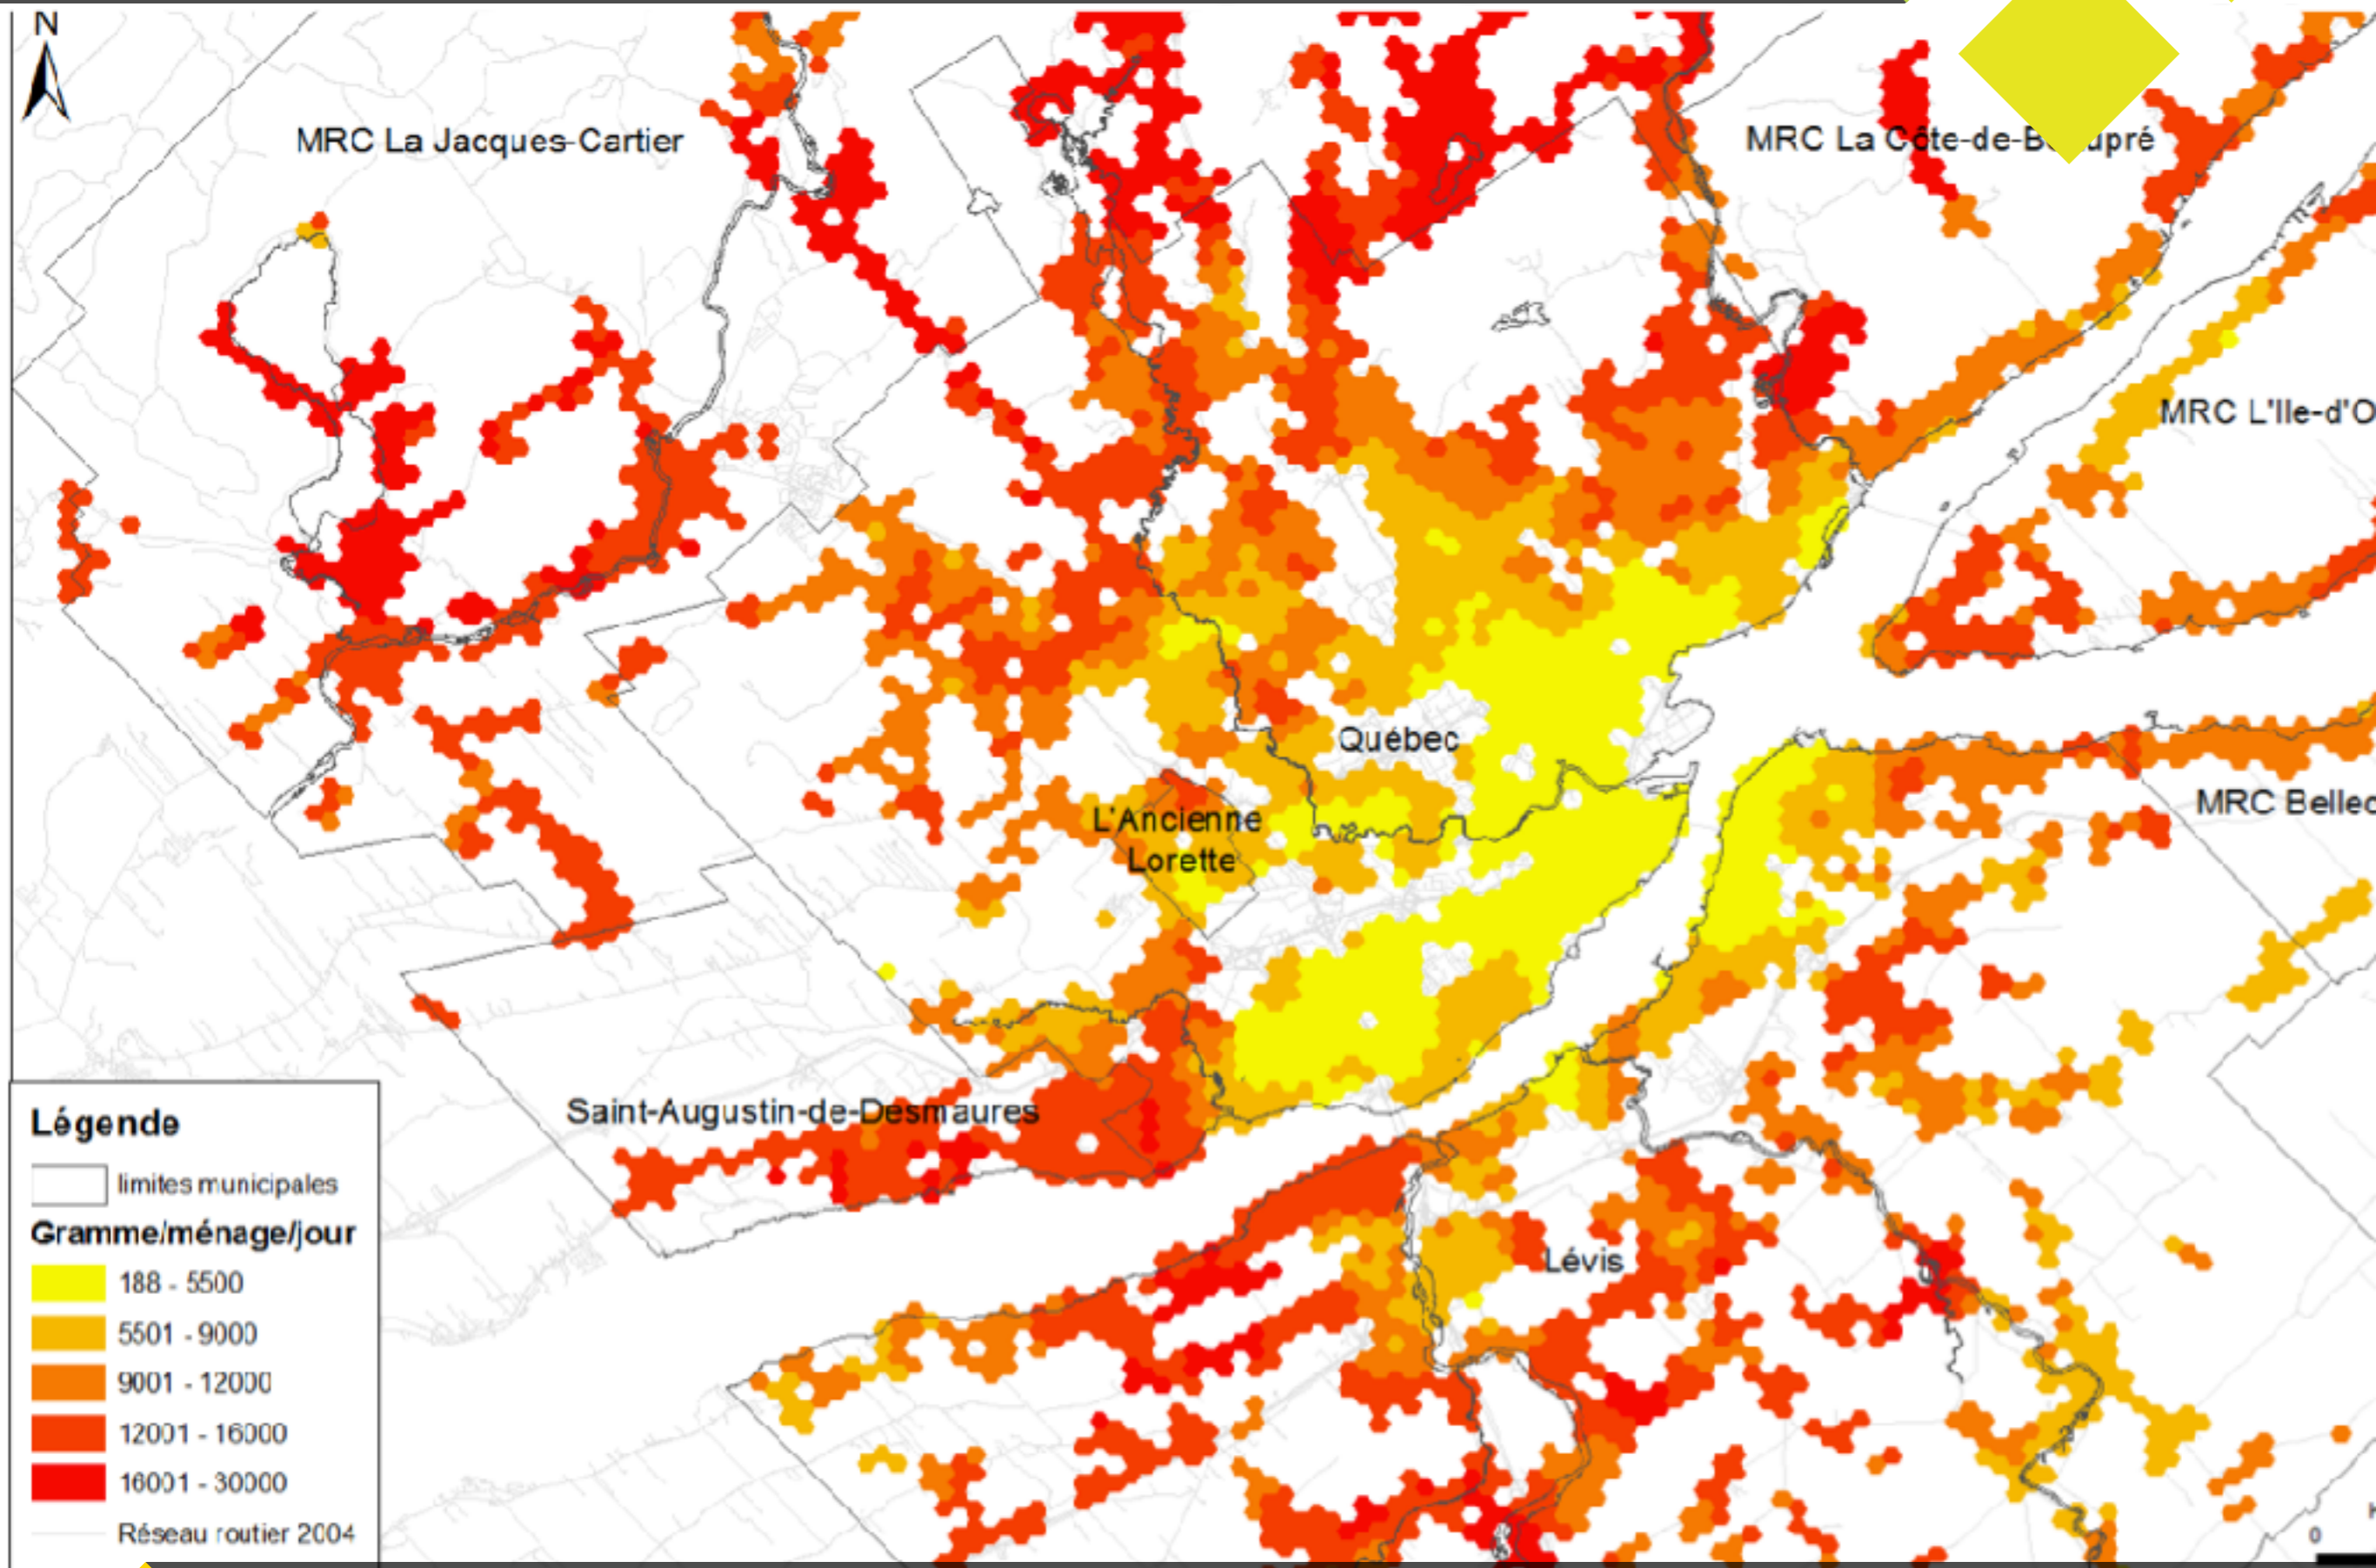 N
MRC La Jacques-Cartier
MRC La Côte-de-B upré
MRC L'Ile-d'O
Québec
MRC Bellec
L'Ancienne
Lorette
Saint-Augustin-de-Desmaures
Lévis
Légende
limites municipales
Gramme/ménage/jour
188 - 5500
5501 - 9000
9001 - 12000
12001 - 16000
16001 - 30000
Réseau routier 2004
0